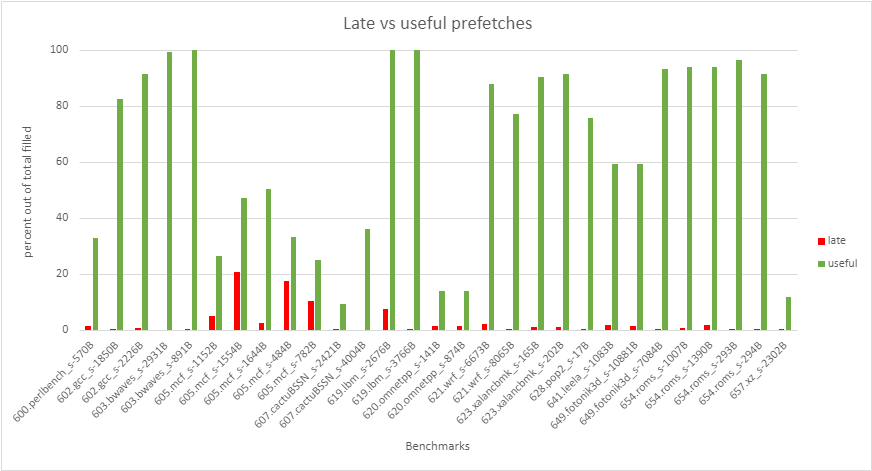 Late vs useful prefetches
percent out of total filled
100
80
60
40
20
0
600.perlbench_s-570B
602.gcc_s-1850B
602.gcc_s-2226B
603.bwaves_s-2931B
603.bwaves_s-891B
605.mcf_s-1152B
605.mcf_s-1554B
605.mcf_s-1644B
605.mcf_s-484B
605.mcf_s-782B
607.cactuBSSN_s-2421B
607.cactuBSSN_s-4004B
619.lbm_s-2676B
619.lbm_s-3766B
620.omnetpp_s-141B
620.omnetpp_s-874B
621.wrf_s-6673B
621.wrf_s-8065B
623.xalancbmk_s-165B
623.xalancbmk_s-202B
628.pop2_s-17B
641.leela_s-1083B
649.fotonik3d_s-10881B
649.fotonik3d_s-7084B
654.roms_s-1007B
654.roms_s-1390B
654.roms_s-293B
654.roms_s-294B
657.xz_s-2302B
Benchmarks
late
useful